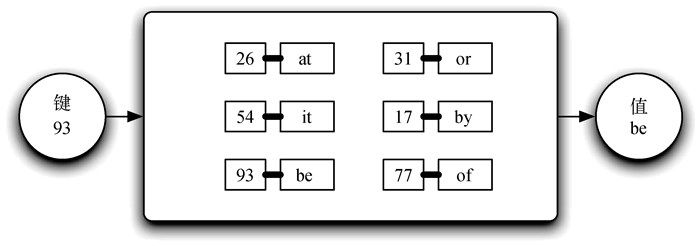 键
93
26 at
31 or
54 it
17 by
93 be
77 of
值
be